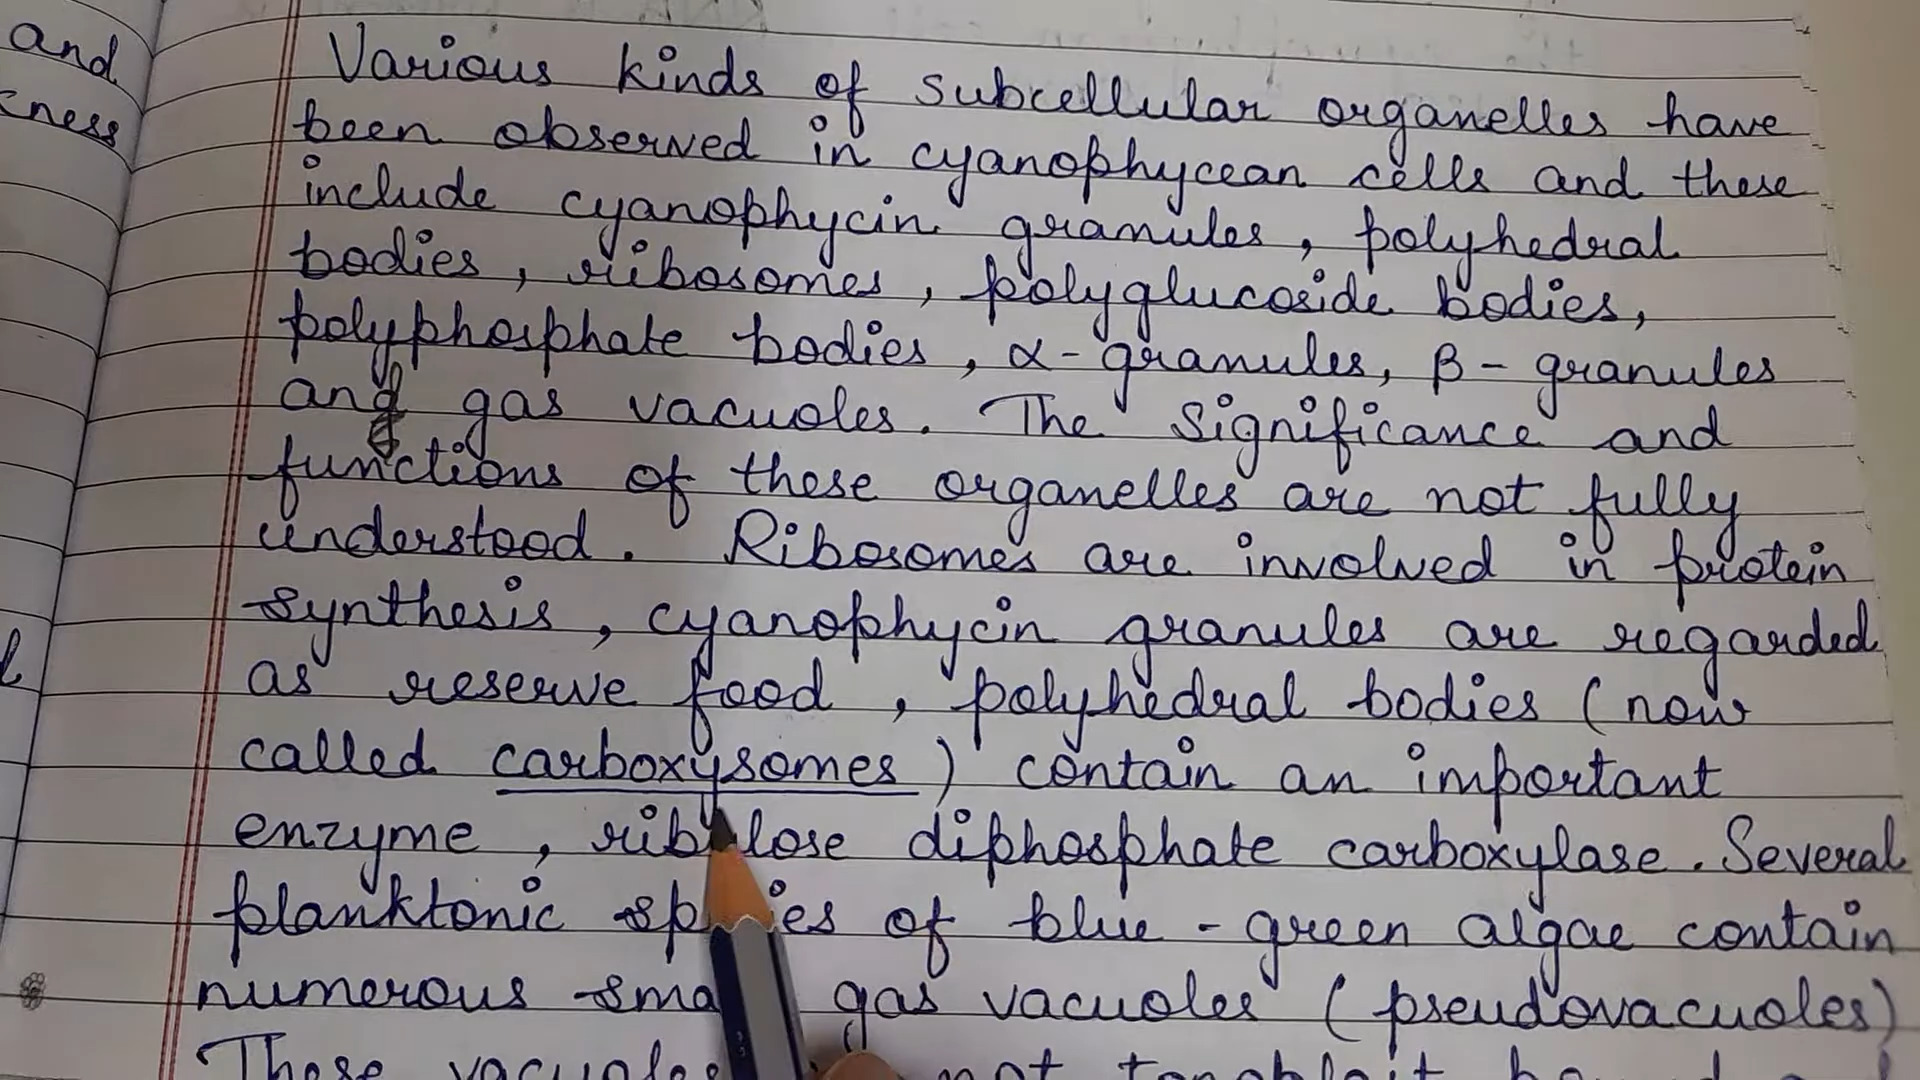 and
Various kinds of subcellular organelles have
been observed in cyanophycean cells and these
include cyanophycin granules, polyhedral
bodies, ribosomes, polyglucoside bodies,
polyphosphate bodies, α-granules, β-granules
and gas vacuoles. The significance and
functions of these organelles are not fully
understood. Ribosomes are involved in protein
synthesis, cyanophycin granules are regarded
as reserve food, polyhedral bodies (now
called carboxysomes) contain an important
enzyme, diphosphate carboxylase. Several
planktonic of blue-green algae contain
numerous gas vacuoles (pseudovacuoles)
These vacuoles not